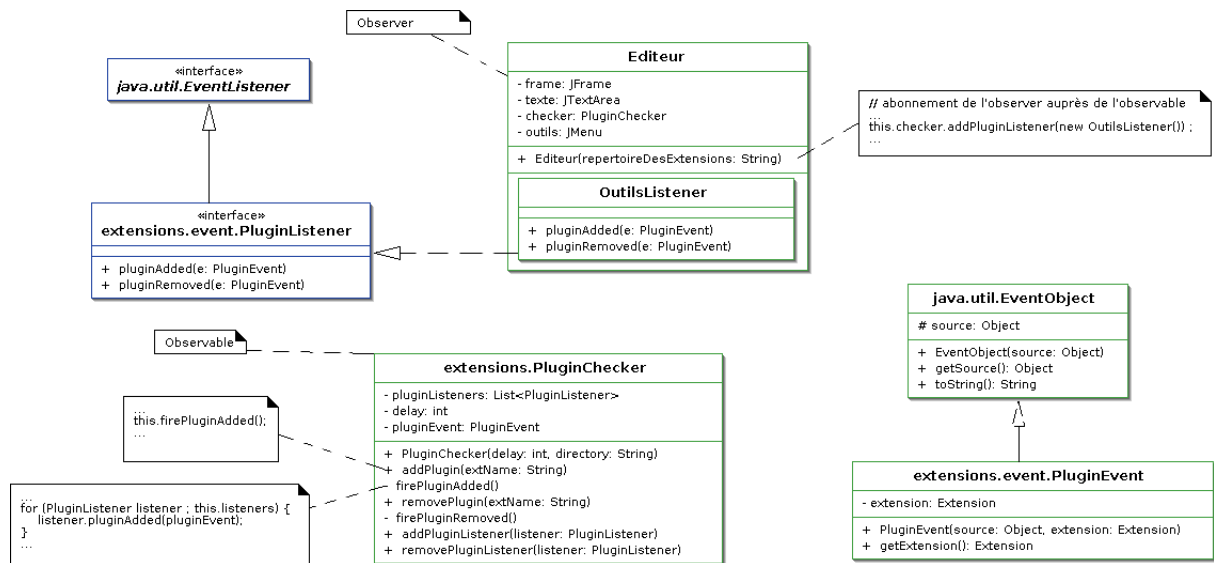 Observer
«interface»
java.util.EventListener
«interface»
extensions.event.PluginListener
+ pluginAdded(e: PluginEvent)
+ pluginRemoved(e: PluginEvent)
Editeur
- frame: JFrame
- texte: JTextArea
- checker: PluginChecker
- outils: JMenu
+ Editeur(repertoireDesExtensions: String)
OutilsListener
+ pluginAdded(e: PluginEvent)
+ pluginRemoved(e: PluginEvent)
// abonnement de l'observer auprès de l'observable
...
this.checker.addPluginListener(new OutilsListener()) ;
...
Observable
...
this.firePluginAdded();
...
...
for (PluginListener listener ; this.listeners) {
listener.pluginAdded(pluginEvent);
}
...
extensions.PluginChecker
- pluginListeners: List<PluginListener>
- delay: int
- pluginEvent: PluginEvent
+ PluginChecker(delay: int, directory: String)
+ addPlugin(extName: String)
- firePluginAdded()
+ removePlugin(extName: String)
- firePluginRemoved()
+ addPluginListener(listener: PluginListener)
+ removePluginListener(listener: PluginListener)
java.util.EventObject
# source: Object
+ EventObject(source: Object)
+ getSource(): Object
+ toString(): String
extensions.event.PluginEvent
- extension: Extension
+ PluginEvent(source: Object, extension: Extension)
+ getExtension(): Extension